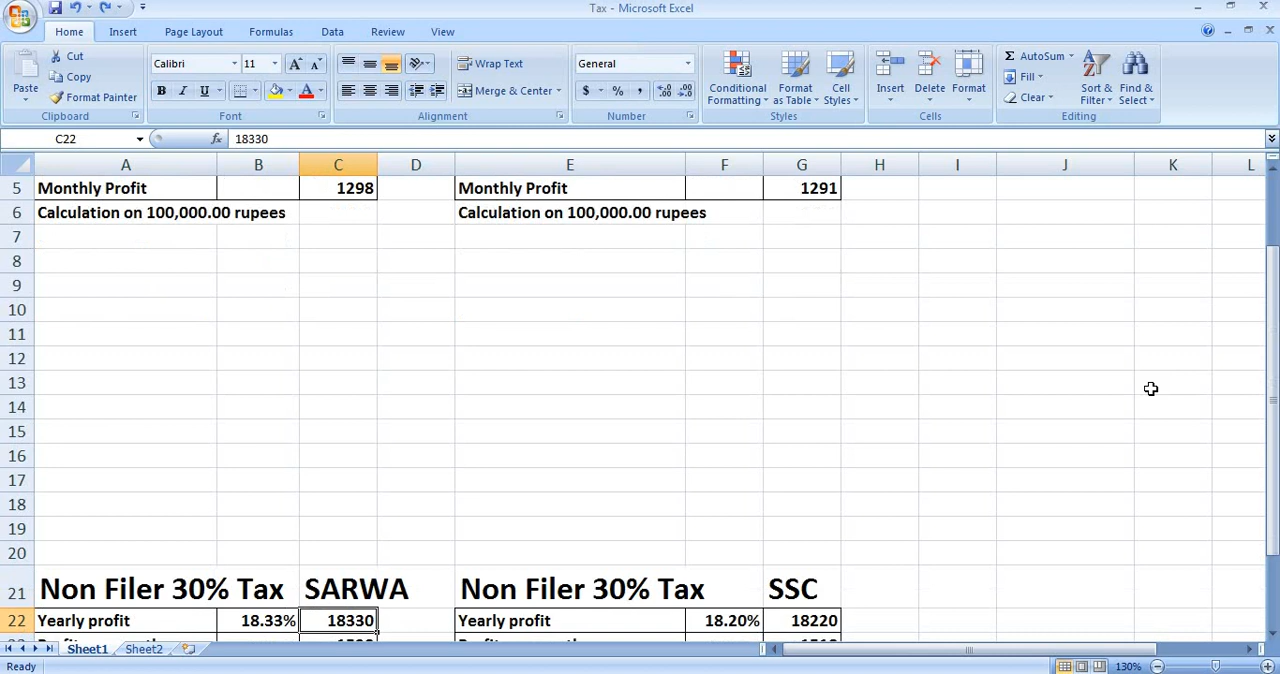 Tax - Microsoft Excel
Home Insert Page Layout Formulas Data Review View
Paste
Cut
Copy
Format Painter
Clipboard
Calibri 11
A A
B I U A
Font
Wrap Text
Merge & Center
Alignment
General
$ % ,
Number
Conditional Formatting
Format as Table
Cell Styles
Styles
Insert Delete Format
Cells
Σ AutoSum
Fill
Clear
Sort & Filter
Find & Select
Editing
C22 fx 18330
A B C D E F G H I J K L
5 Monthly Profit 1298 Monthly Profit 1291
6 Calculation on 100,000.00 rupees Calculation on 100,000.00 rupees
7
8
9
10
11
12
13
14
15
16
17
18
19
20
21 Non Filer 30% Tax SARWA Non Filer 30% Tax SSC
22 Yearly profit 18.33% 18330 Yearly profit 18.20% 18220
Sheet1 Sheet2
Ready 130%